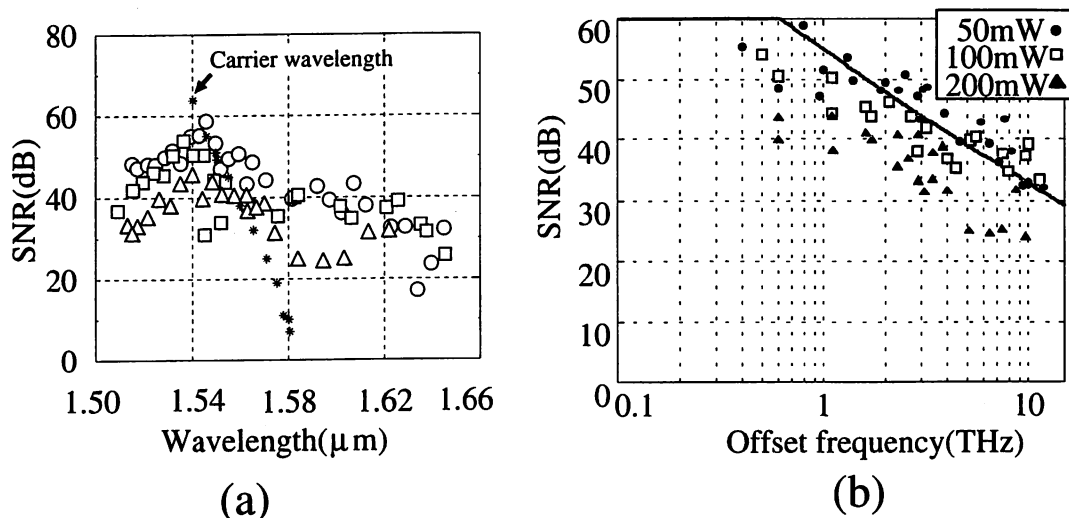 80
60
40
20
0
SNR(dB)
Carrier wavelength
1.50
1.54
1.58
1.62
1.66
Wavelength(μm)
(a)
60
50
40
30
20
10
0
SNR(dB)
50mW
100mW
200mW
0.1
1
10
Offset frequency(THz)
(b)